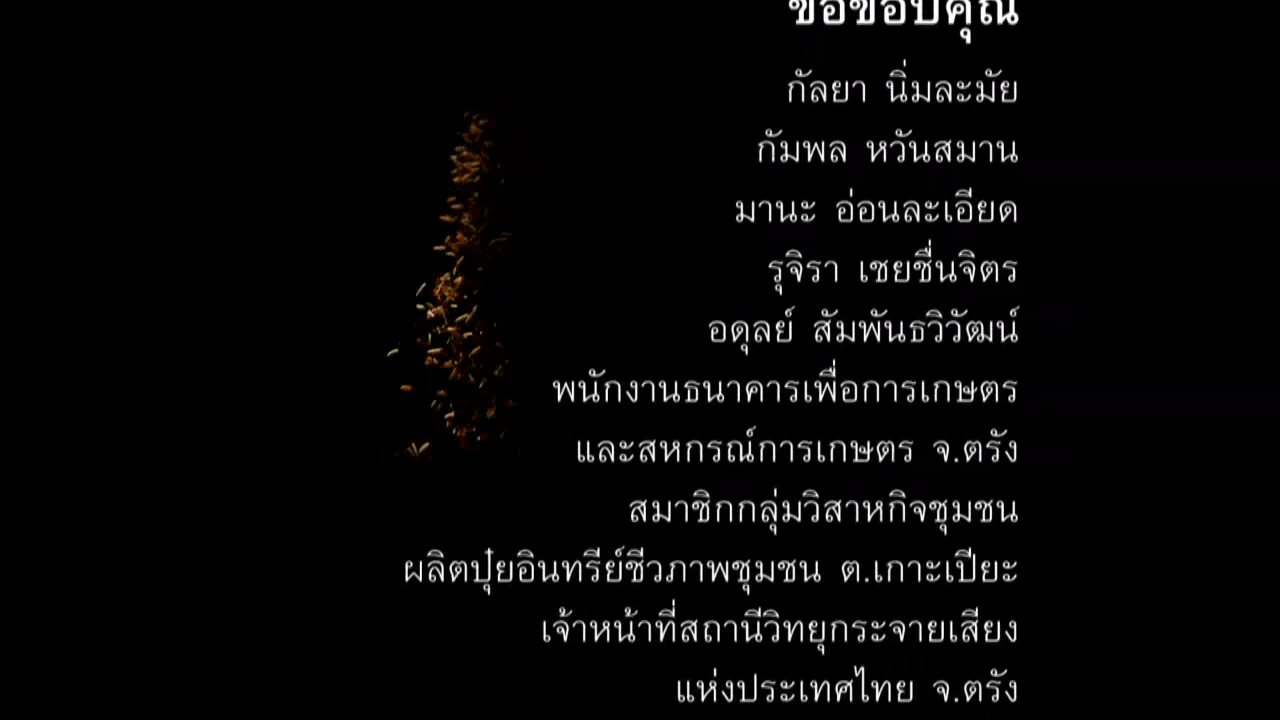 ขอขอบคุณ
กัลยา นิ่มละมัย
กัมพล หวันสมาน
มานะ อ่อนละเอียด
รุจิรา เชยชื่นจิตร
อดุลย์ สัมพันธวิวัฒน์
พนักงานธนาคารเพื่อการเกษตร
และสหกรณ์การเกษตร จ.ตรัง
สมาชิกกลุ่มวิสาหกิจชุมชน
ผลิตปุ๋ยอินทรีย์ชีวภาพชุมชน ต.เกาะเปียะ
เจ้าหน้าที่สถานีวิทยุกระจายเสียง
แห่งประเทศไทย จ.ตรัง